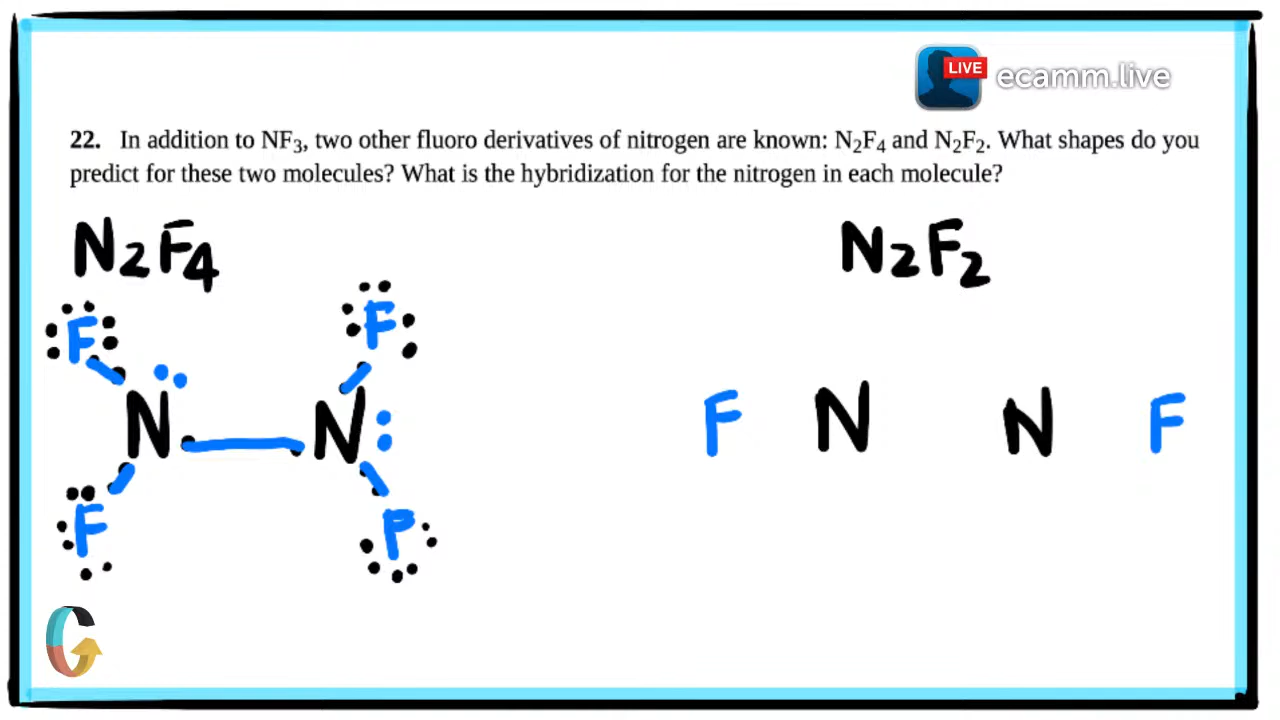 LIVE ecamm.live
22. In addition to NF₃, two other fluoro derivatives of nitrogen are known: N₂F₄ and N₂F₂. What shapes do you
predict for these two molecules? What is the hybridization for the nitrogen in each molecule?
N₂F₄ N₂F₂
F F
N N F N N F
F F